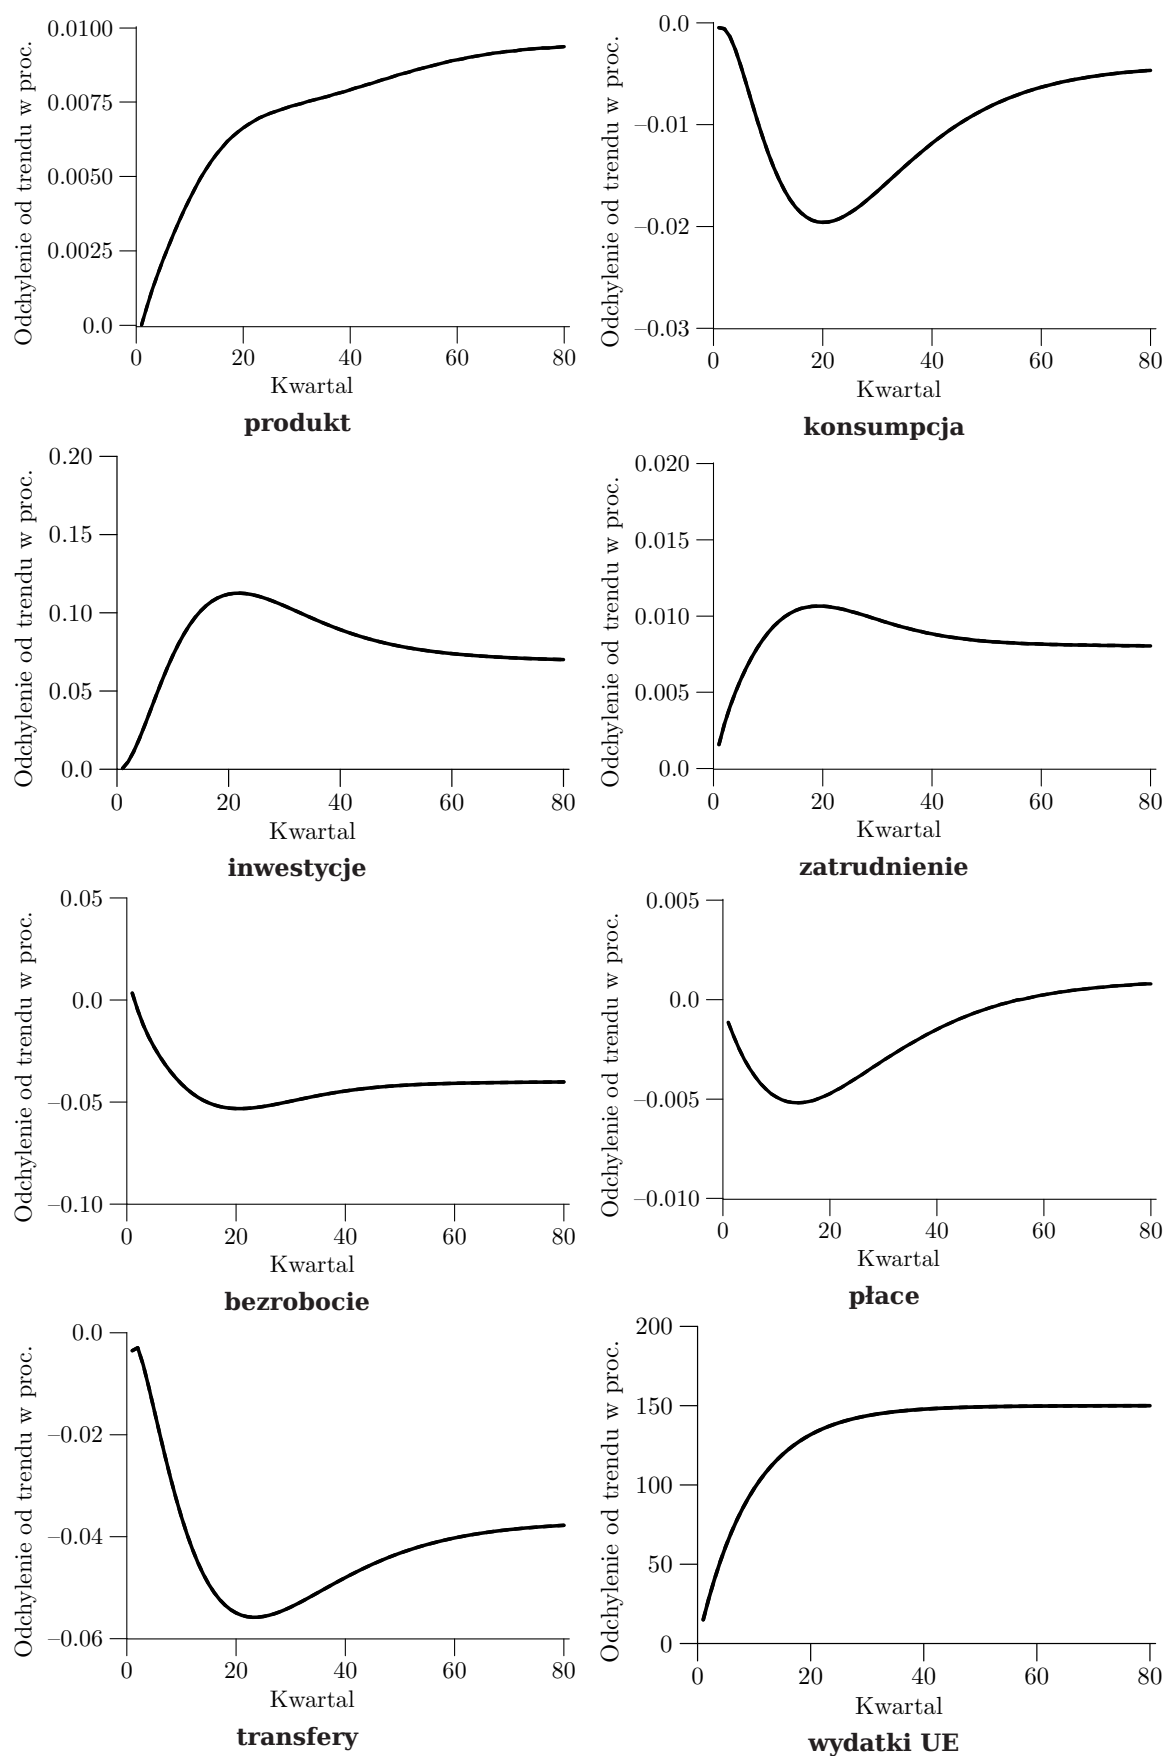 Odchylenie od trendu w proc.
0.0100
0.0075
0.0050
0.0025
0.0
0 20 40 60 80
Kwartal
produkt
Odchylenie od trendu w proc.
0.0
–0.01
–0.02
–0.03
0 20 40 60 80
Kwartal
konsumpcja
Odchylenie od trendu w proc.
0.20
0.15
0.10
0.05
0.0
0 20 40 60 80
Kwartal
inwestycje
Odchylenie od trendu w proc.
0.020
0.015
0.010
0.005
0.0
0 20 40 60 80
Kwartal
zatrudnienie
Odchylenie od trendu w proc.
0.05
0.0
–0.05
–0.10
0 20 40 60 80
Kwartal
bezrobocie
Odchylenie od trendu w proc.
0.005
0.0
–0.005
–0.010
0 20 40 60 80
Kwartal
płace
Odchylenie od trendu w proc.
0.0
–0.02
–0.04
–0.06
0 20 40 60 80
Kwartal
transfery
Odchylenie od trendu w proc.
200
150
100
50
0
0 20 40 60 80
Kwartal
wydatki UE